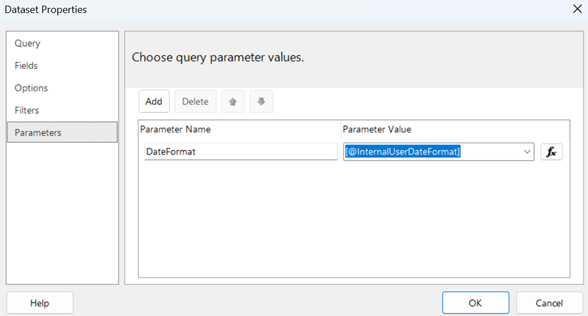 Dataset Properties
Query
Fields
Options
Filters
Parameters
Choose query parameter values.
Add
Delete
Parameter Name
Parameter Value
DateFormat
[@InternalUserDateFormat]
fx
Help
OK
Cancel